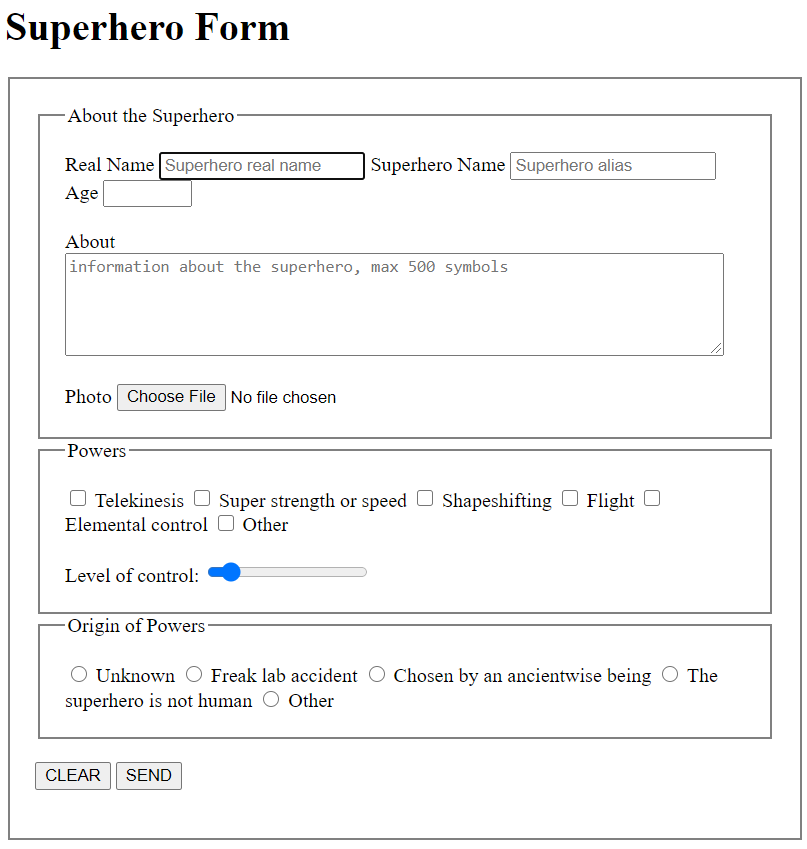 Superhero Form
About the Superhero
Real Name Superhero real name Superhero Name Superhero alias
Age
About
information about the superhero, max 500 symbols
Photo Choose File No file chosen
Powers
Telekinesis Super strength or speed Shapeshifting Flight
Elemental control Other
Level of control:
Origin of Powers
Unknown Freak lab accident Chosen by an ancientwise being The
superhero is not human Other
CLEAR SEND